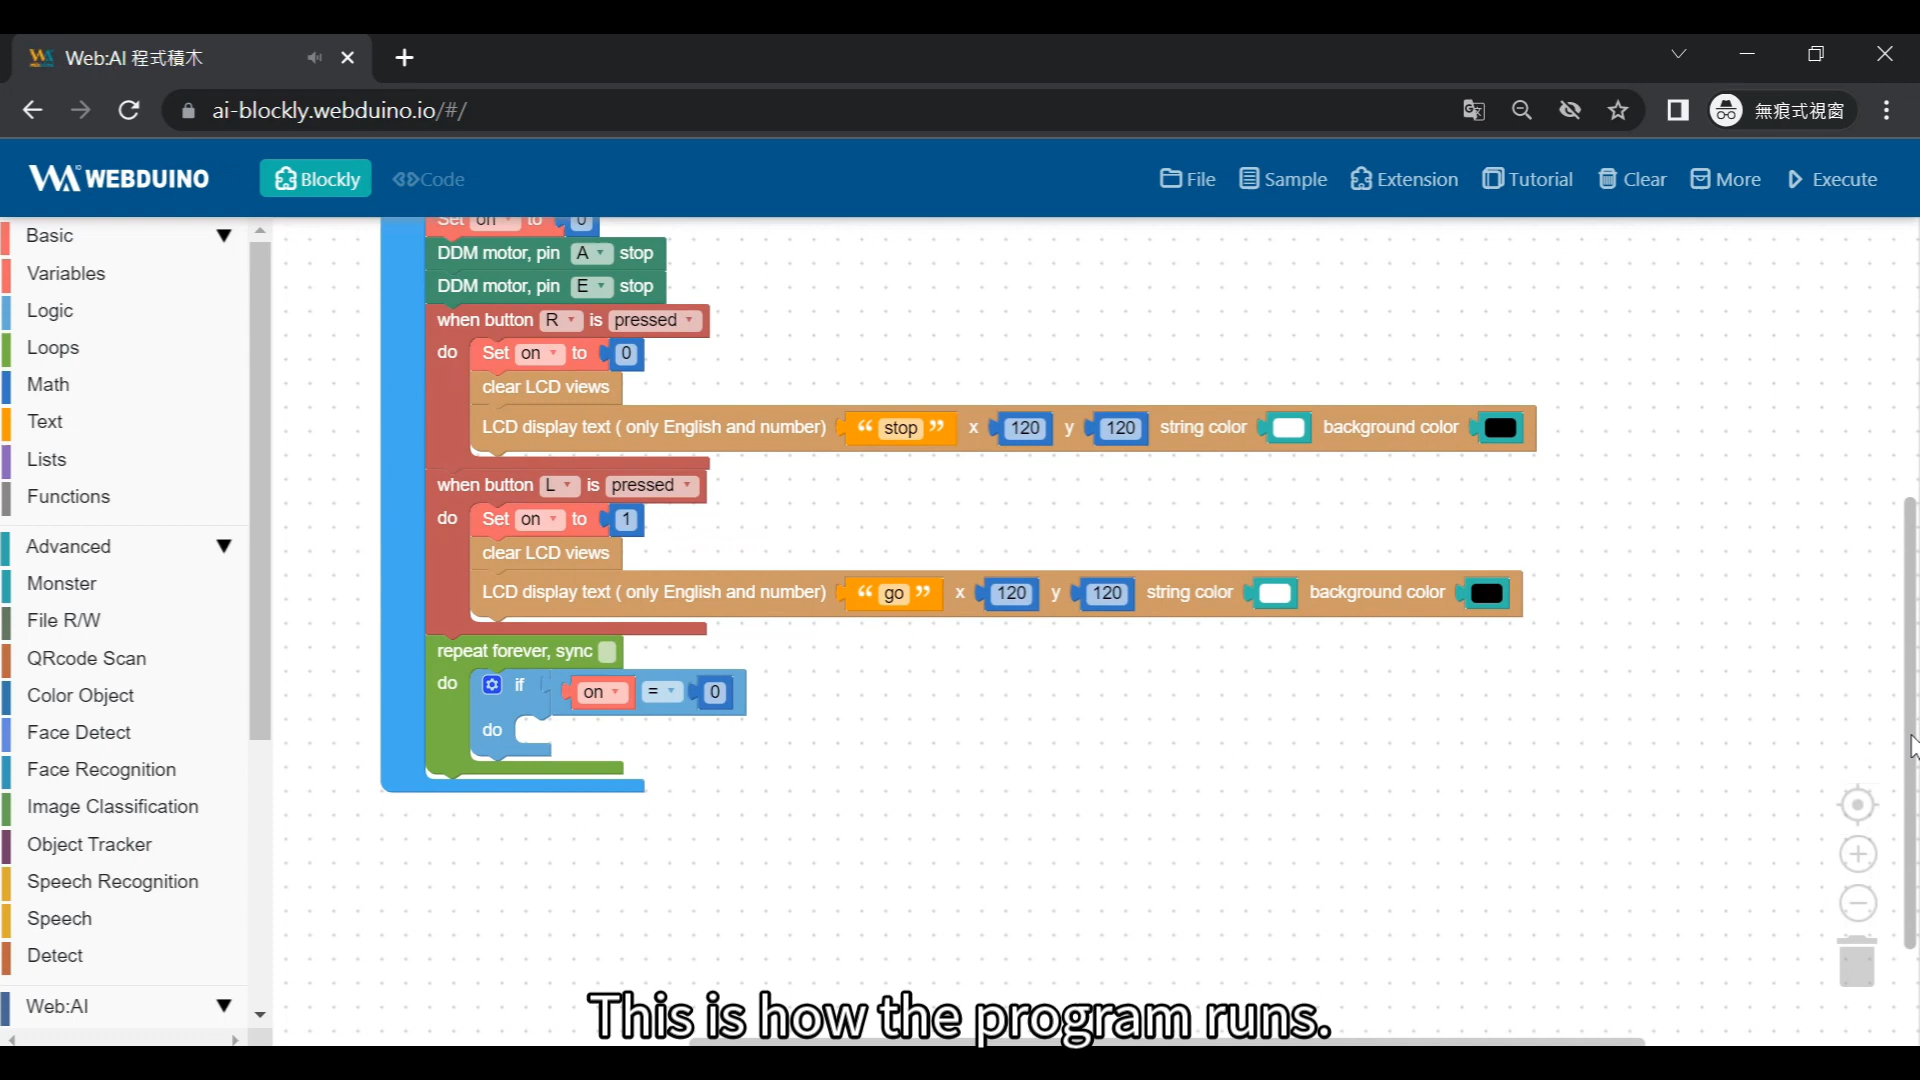 Web:AI 程式積木
ai-blockly.webduino.io/#/
無痕式視窗
WEBDUINO
Blockly
Code
File
Sample
Extension
Tutorial
Clear
More
Execute
Basic
Variables
Logic
Loops
Math
Text
Lists
Functions
Advanced
Monster
File R/W
QRcode Scan
Color Object
Face Detect
Face Recognition
Image Classification
Object Tracker
Speech Recognition
Speech
Detect
Web:AI
Set on to 0
DDM motor, pin A stop
DDM motor, pin E stop
when button R is pressed
do Set on to 0
clear LCD views
LCD display text ( only English and number) “ stop ” x 120 y 120 string color background color
when button L is pressed
do Set on to 1
clear LCD views
LCD display text ( only English and number) “ go ” x 120 y 120 string color background color
repeat forever, sync
do if on = 0
do
This is how the program runs.